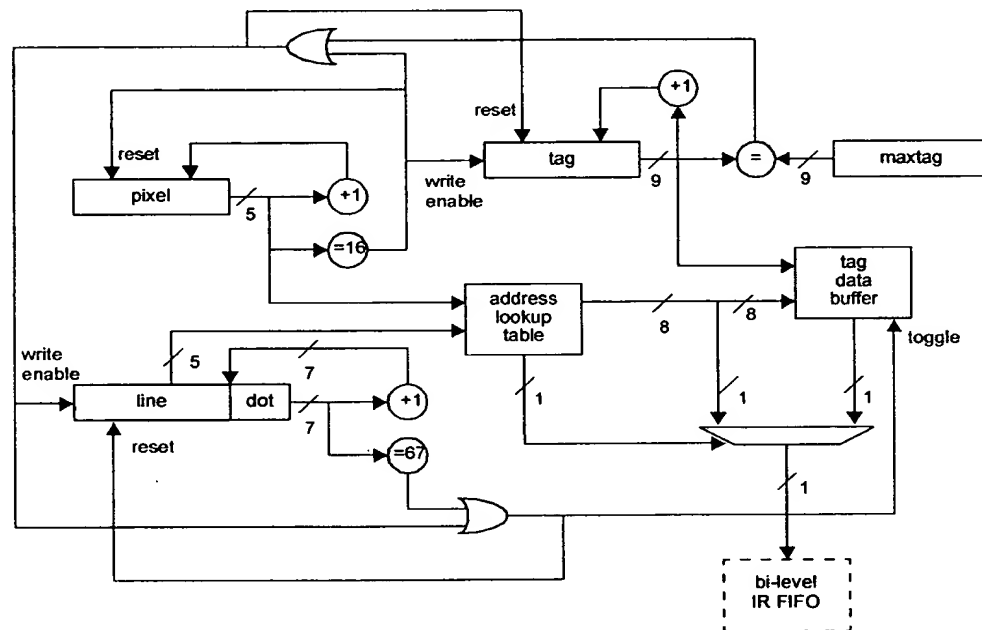 reset
+1
reset
tag
=
maxtag
9
9
write
enable
pixel
5
+1
=16
address
lookup
table
8
8
tag
data
buffer
toggle
write
enable
5
7
line
dot
7
+1
1
1
1
reset
=67
1
bi-level
IR FIFO